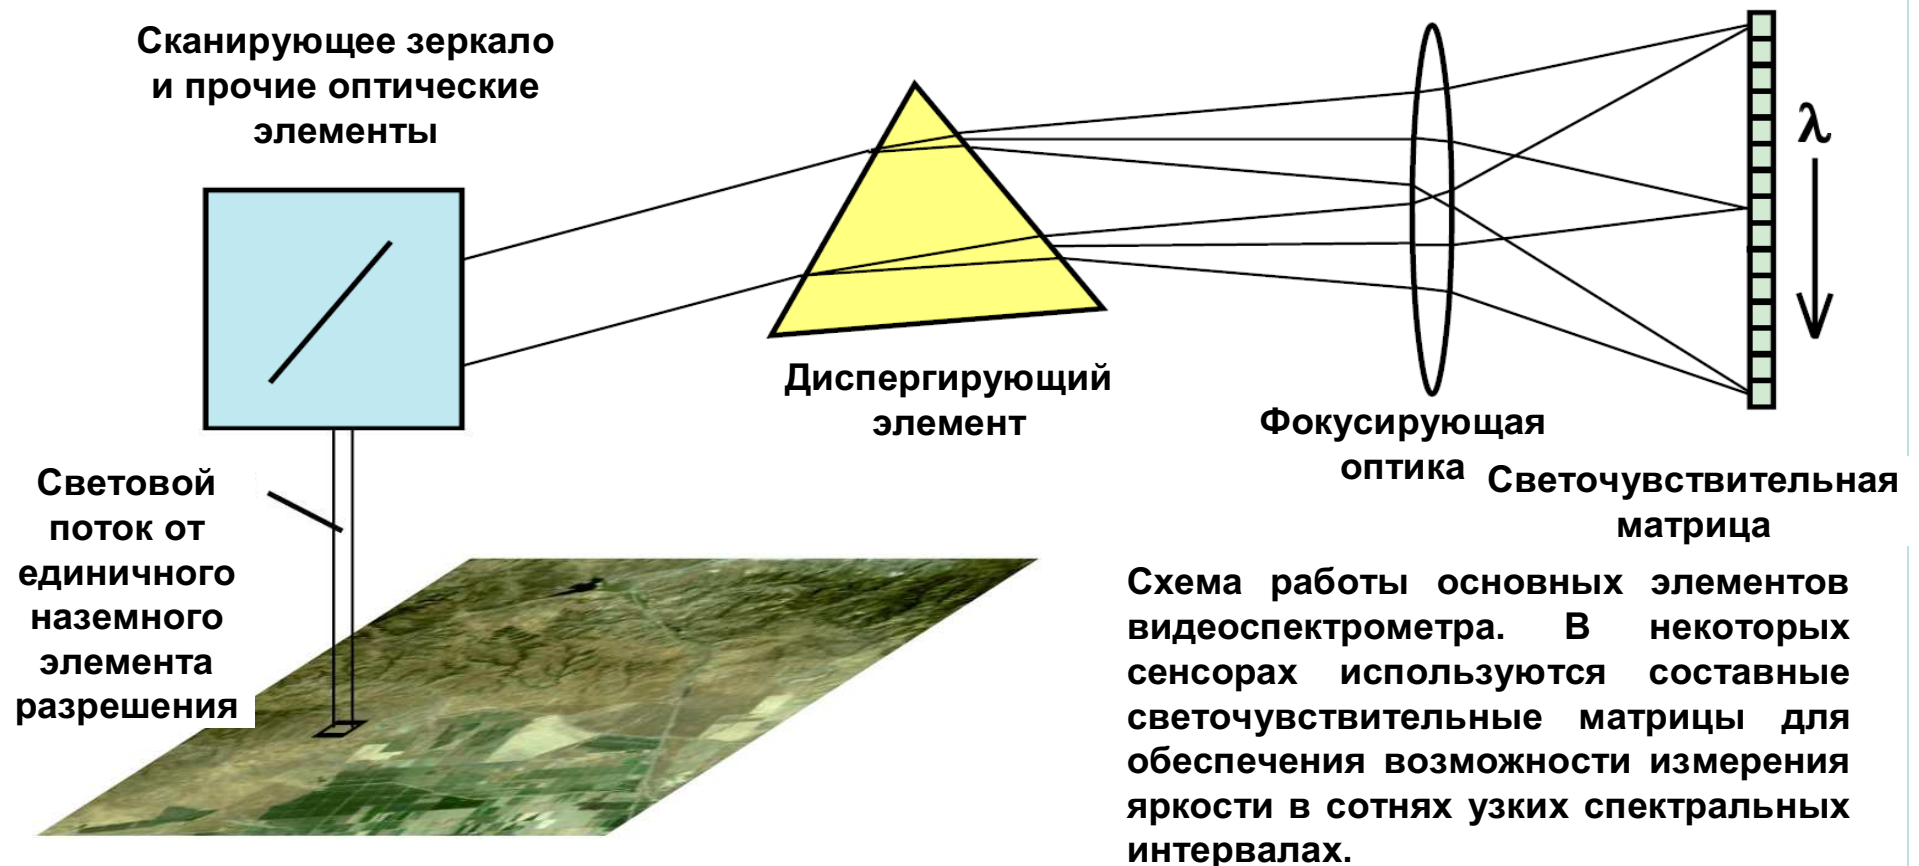 Сканирующее зеркало
и прочие оптические
элементы
λ
Диспергирующий
элемент
Фокусирующая
оптика
Светочувствительная
матрица
Световой
поток от
единичного
наземного
элемента
разрешения
Схема работы основных элементов
видеоспектрометра. В некоторых
сенсорах используются составные
светочувствительные матрицы для
обеспечения возможности измерения
яркости в сотнях узких спектральных
интервалах.